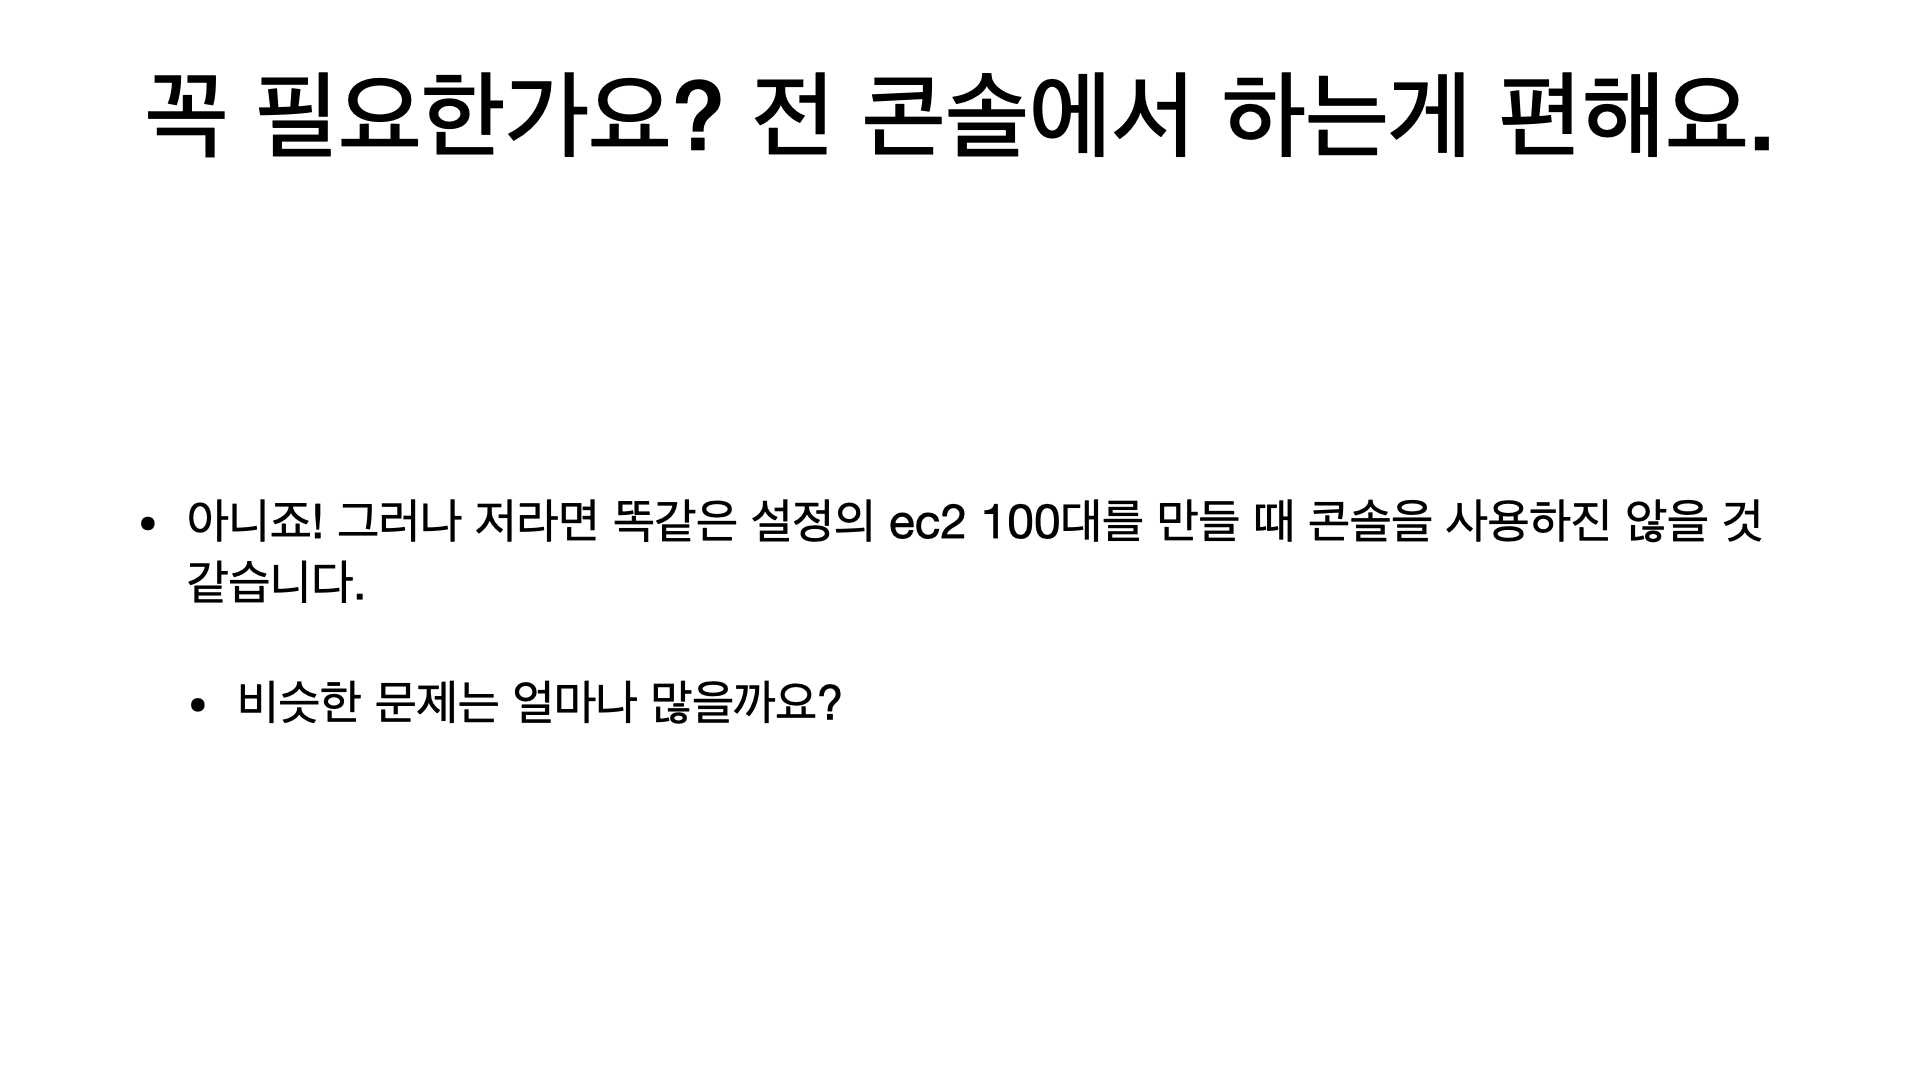 꼭 필요한가요? 전 콘솔에서 하는게 편해요.
• 아니죠! 그러나 저라면 똑같은 설정의 ec2 100대를 만들 때 콘솔을 사용하진 않을 것
같습니다.
• 비슷한 문제는 얼마나 많을까요?